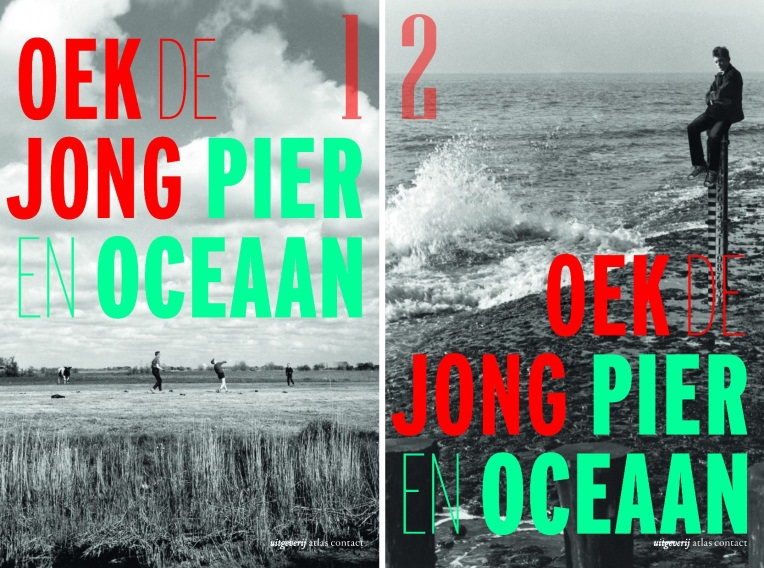 1
OEK DE
JONG PIER
EN OCEAAN
uitgeverij atlas contact
2
OEK DE
JONG PIER
EN OCEAAN
uitgeverij atlas contact